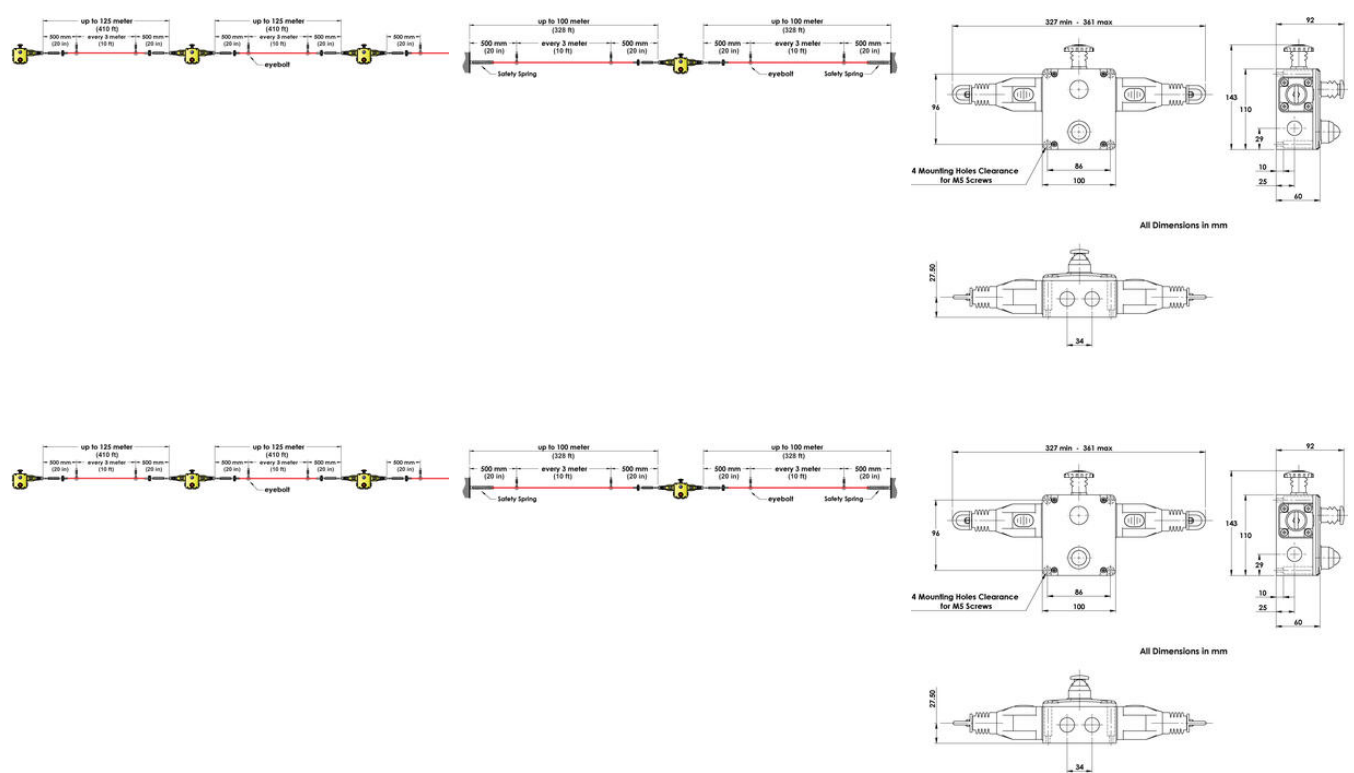 up to 125 meter
(410 ft)
up to 125 meter
(410 ft)
500 mm
(20 in)
every 3 meter
(10 ft)
500 mm
(20 in)
500 mm
(20 in)
every 3 meter
(10 ft)
500 mm
(20 in)
500 mm
(20 in)
eyebolt
up to 100 meter
(328 ft)
up to 100 meter
(328 ft)
500 mm
(20 in)
every 3 meter
(10 ft)
500 mm
(20 in)
500 mm
(20 in)
every 3 meter
(10 ft)
500 mm
(20 in)
Safety Spring
eyebolt
Safety Spring
327 min - 361 max
96
4 Mounting Holes Clearance
for M5 Screws
86
100
92
143
110
29
10
25
60
All Dimensions in mm
27.50
34
up to 125 meter
(410 ft)
up to 125 meter
(410 ft)
500 mm
(20 in)
every 3 meter
(10 ft)
500 mm
(20 in)
500 mm
(20 in)
every 3 meter
(10 ft)
500 mm
(20 in)
500 mm
(20 in)
eyebolt
up to 100 meter
(328 ft)
up to 100 meter
(328 ft)
500 mm
(20 in)
every 3 meter
(10 ft)
500 mm
(20 in)
500 mm
(20 in)
every 3 meter
(10 ft)
500 mm
(20 in)
Safety Spring
eyebolt
Safety Spring
327 min - 361 max
96
4 Mounting Holes Clearance
for M5 Screws
86
100
92
143
110
29
10
25
60
All Dimensions in mm
27.50
34